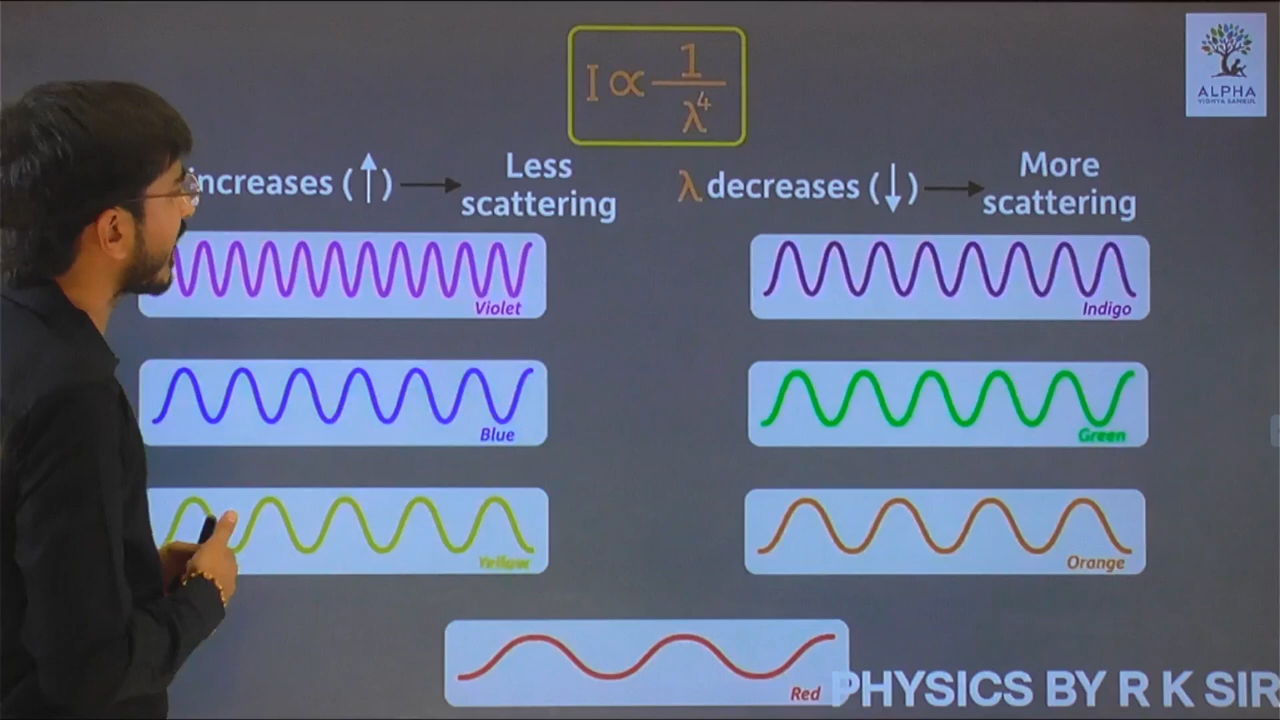 I ∝ 1/λ⁴
ALPHA
VIDHYA SANKUL
increases (↑) → Less scattering
λ decreases (↓) → More scattering
Violet
Indigo
Blue
Green
Yellow
Orange
Red
PHYSICS BY R K SIR